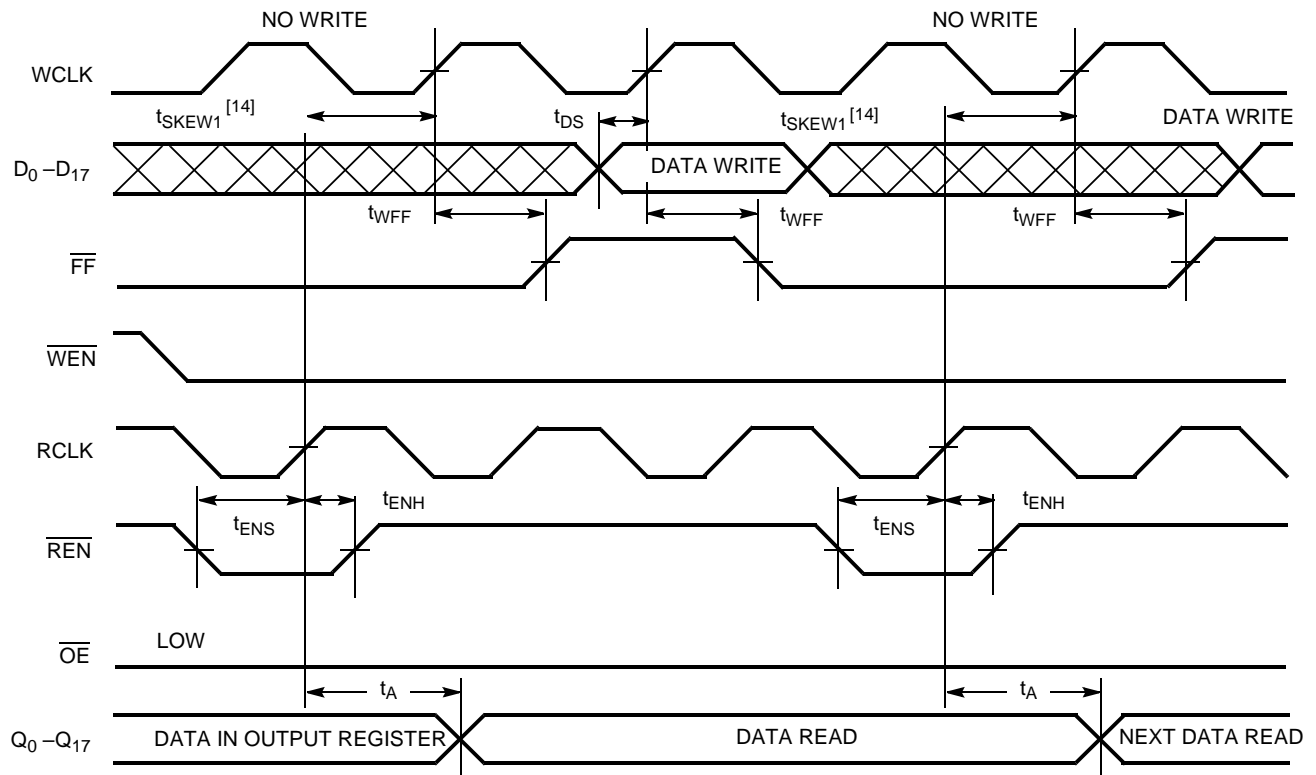 NO WRITE NO WRITE
WCLK
tSKEW1 [14] tDS tSKEW1 [14] DATA WRITE
D0 –D17 DATA WRITE
tWFF tWFF tWFF
FF
WEN
RCLK
tENS tENH tENS tENH
REN
LOW
OE
tA tA
Q0 –Q17 DATA IN OUTPUT REGISTER DATA READ NEXT DATA READ